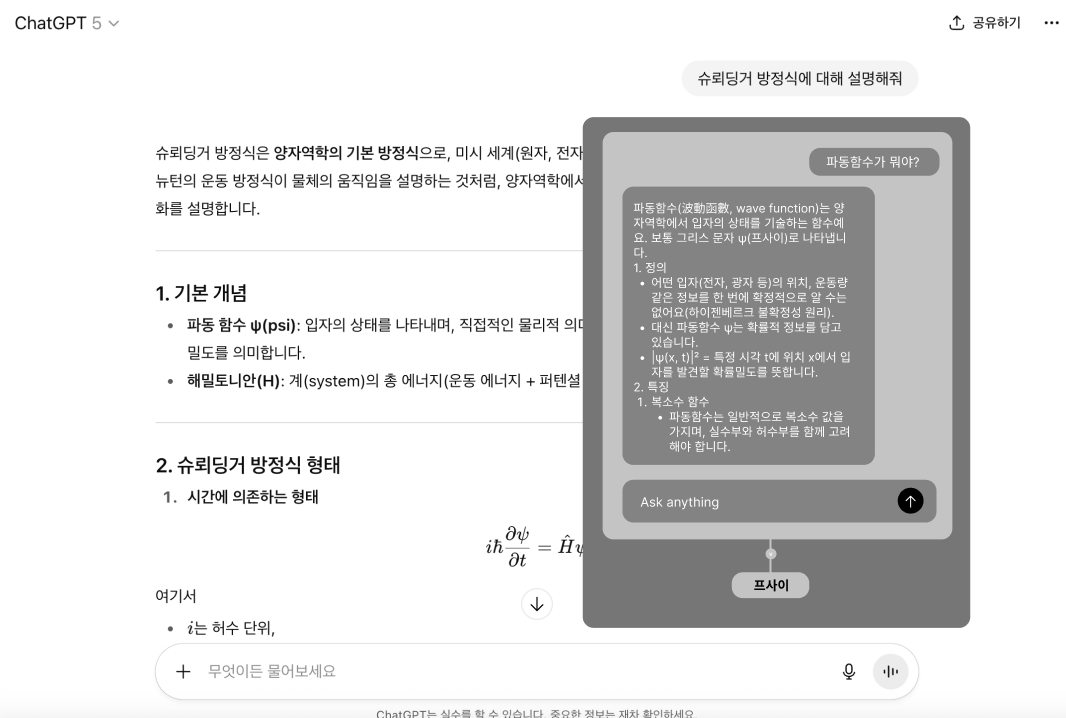 ChatGPT 5
공유하기
슈뢰딩거 방정식에 대해 설명해줘
슈뢰딩거 방정식은 양자역학의 기본 방정식으로, 미시 세계(원자, 전자
뉴턴의 운동 방정식이 물체의 움직임을 설명하는 것처럼, 양자역학에서
화를 설명합니다.
1. 기본 개념
• 파동 함수 ψ(psi): 입자의 상태를 나타내며, 직접적인 물리적 의미
밀도를 의미합니다.
• 해밀토니안(H): 계(system)의 총 에너지(운동 에너지 + 퍼텐셜
2. 슈뢰딩거 방정식 형태
1. 시간에 의존하는 형태
iħ ∂ψ/∂t = Ĥψ
여기서
• i는 허수 단위,
파동함수가 뭐야?
파동함수(波動函數, wave function)는 양
자역학에서 입자의 상태를 기술하는 함수예
요. 보통 그리스 문자 ψ(프사이)로 나타냅니
다.
1. 정의
• 어떤 입자(전자, 광자 등)의 위치, 운동량
같은 정보를 한 번에 확정적으로 알 수는
없어요(하이젠베르크 불확정성 원리).
• 대신 파동함수 ψ는 확률적 정보를 담고
있습니다.
• |ψ(x, t)|² = 특정 시각 t에 위치 x에서 입
자를 발견할 확률밀도를 뜻합니다.
2. 특징
1. 복소수 함수
• 파동함수는 일반적으로 복소수 값을
가지며, 실수부와 허수부를 함께 고려
해야 합니다.
Ask anything
프사이
무엇이든 물어보세요
ChatGPT는 실수를 할 수 있습니다. 중요한 정보는 재차 확인하세요.